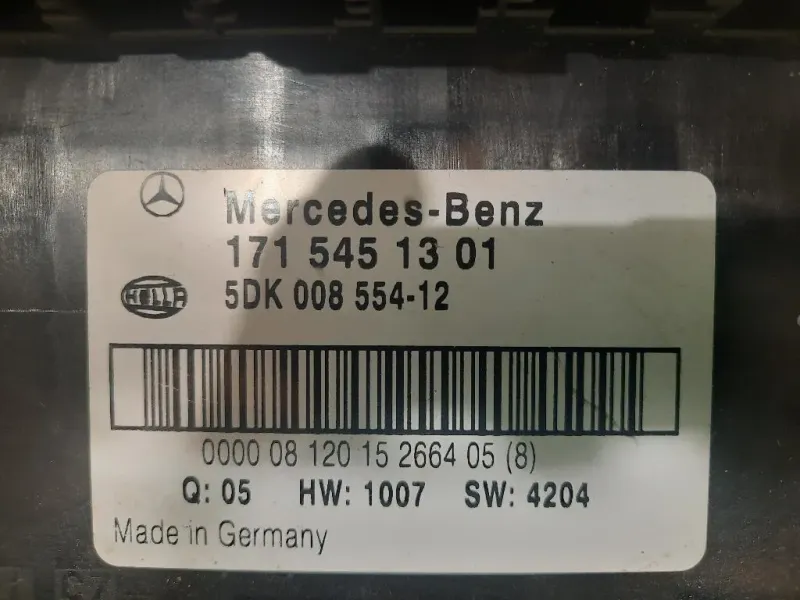 Mercedes-Benz
171 545 13 01
HELLA
5DK 008 554-12
0000 08 120 15 2664 05 (8)
Q: 05 HW: 1007 SW: 4204
Made in Germany